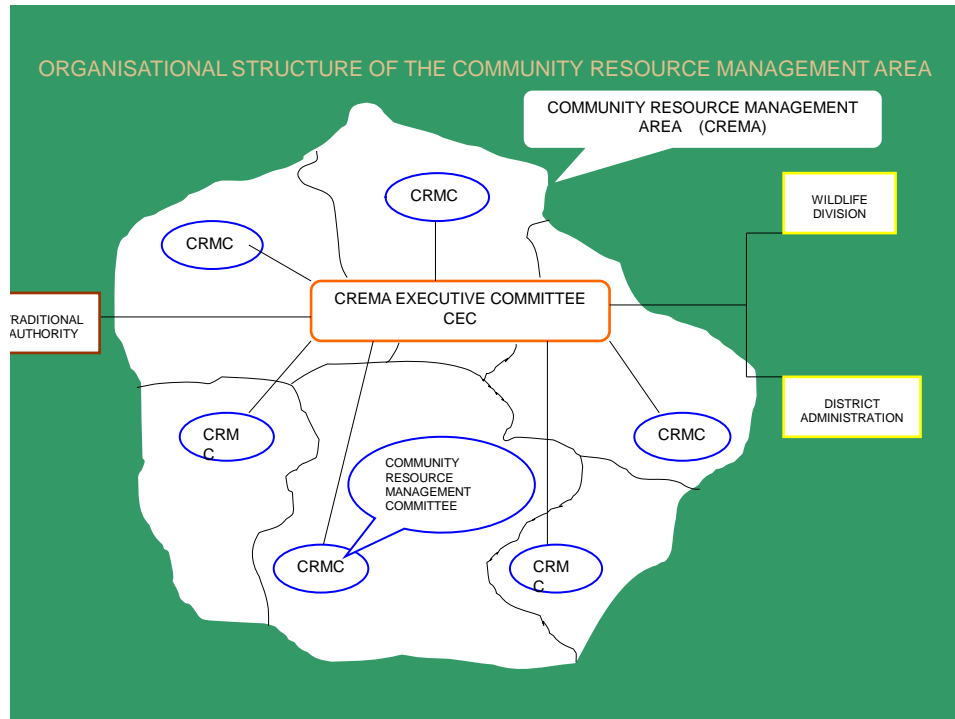 ORGANISATIONAL STRUCTURE OF THE COMMUNITY RESOURCE MANAGEMENT AREA
COMMUNITY RESOURCE MANAGEMENT
AREA (CREMA)
CRMC
WILDLIFE
DIVISION
CRMC
CREMA EXECUTIVE COMMITTEE
CEC
RADITIONAL
AUTHORITY
DISTRICT
ADMINISTRATION
CRM
C
CRMC
COMMUNITY
RESOURCE
MANAGEMENT
COMMITTEE
CRMC
CRM
C